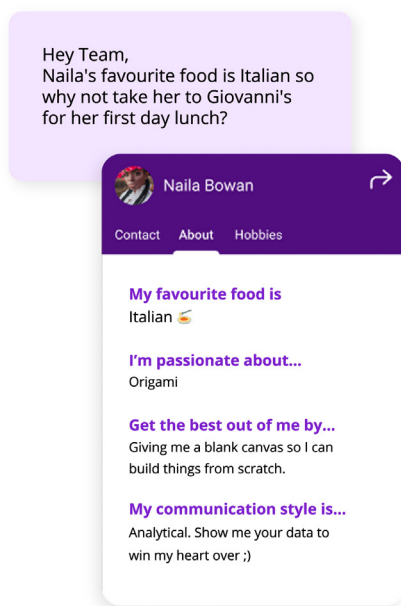 Hey Team,
Naila's favourite food is Italian so
why not take her to Giovanni's
for her first day lunch?
Naila Bowan
Contact About Hobbies
My favourite food is
Italian 🍜
I'm passionate about...
Origami
Get the best out of me by...
Giving me a blank canvas so I can
build things from scratch.
My communication style is...
Analytical. Show me your data to
win my heart over ;)